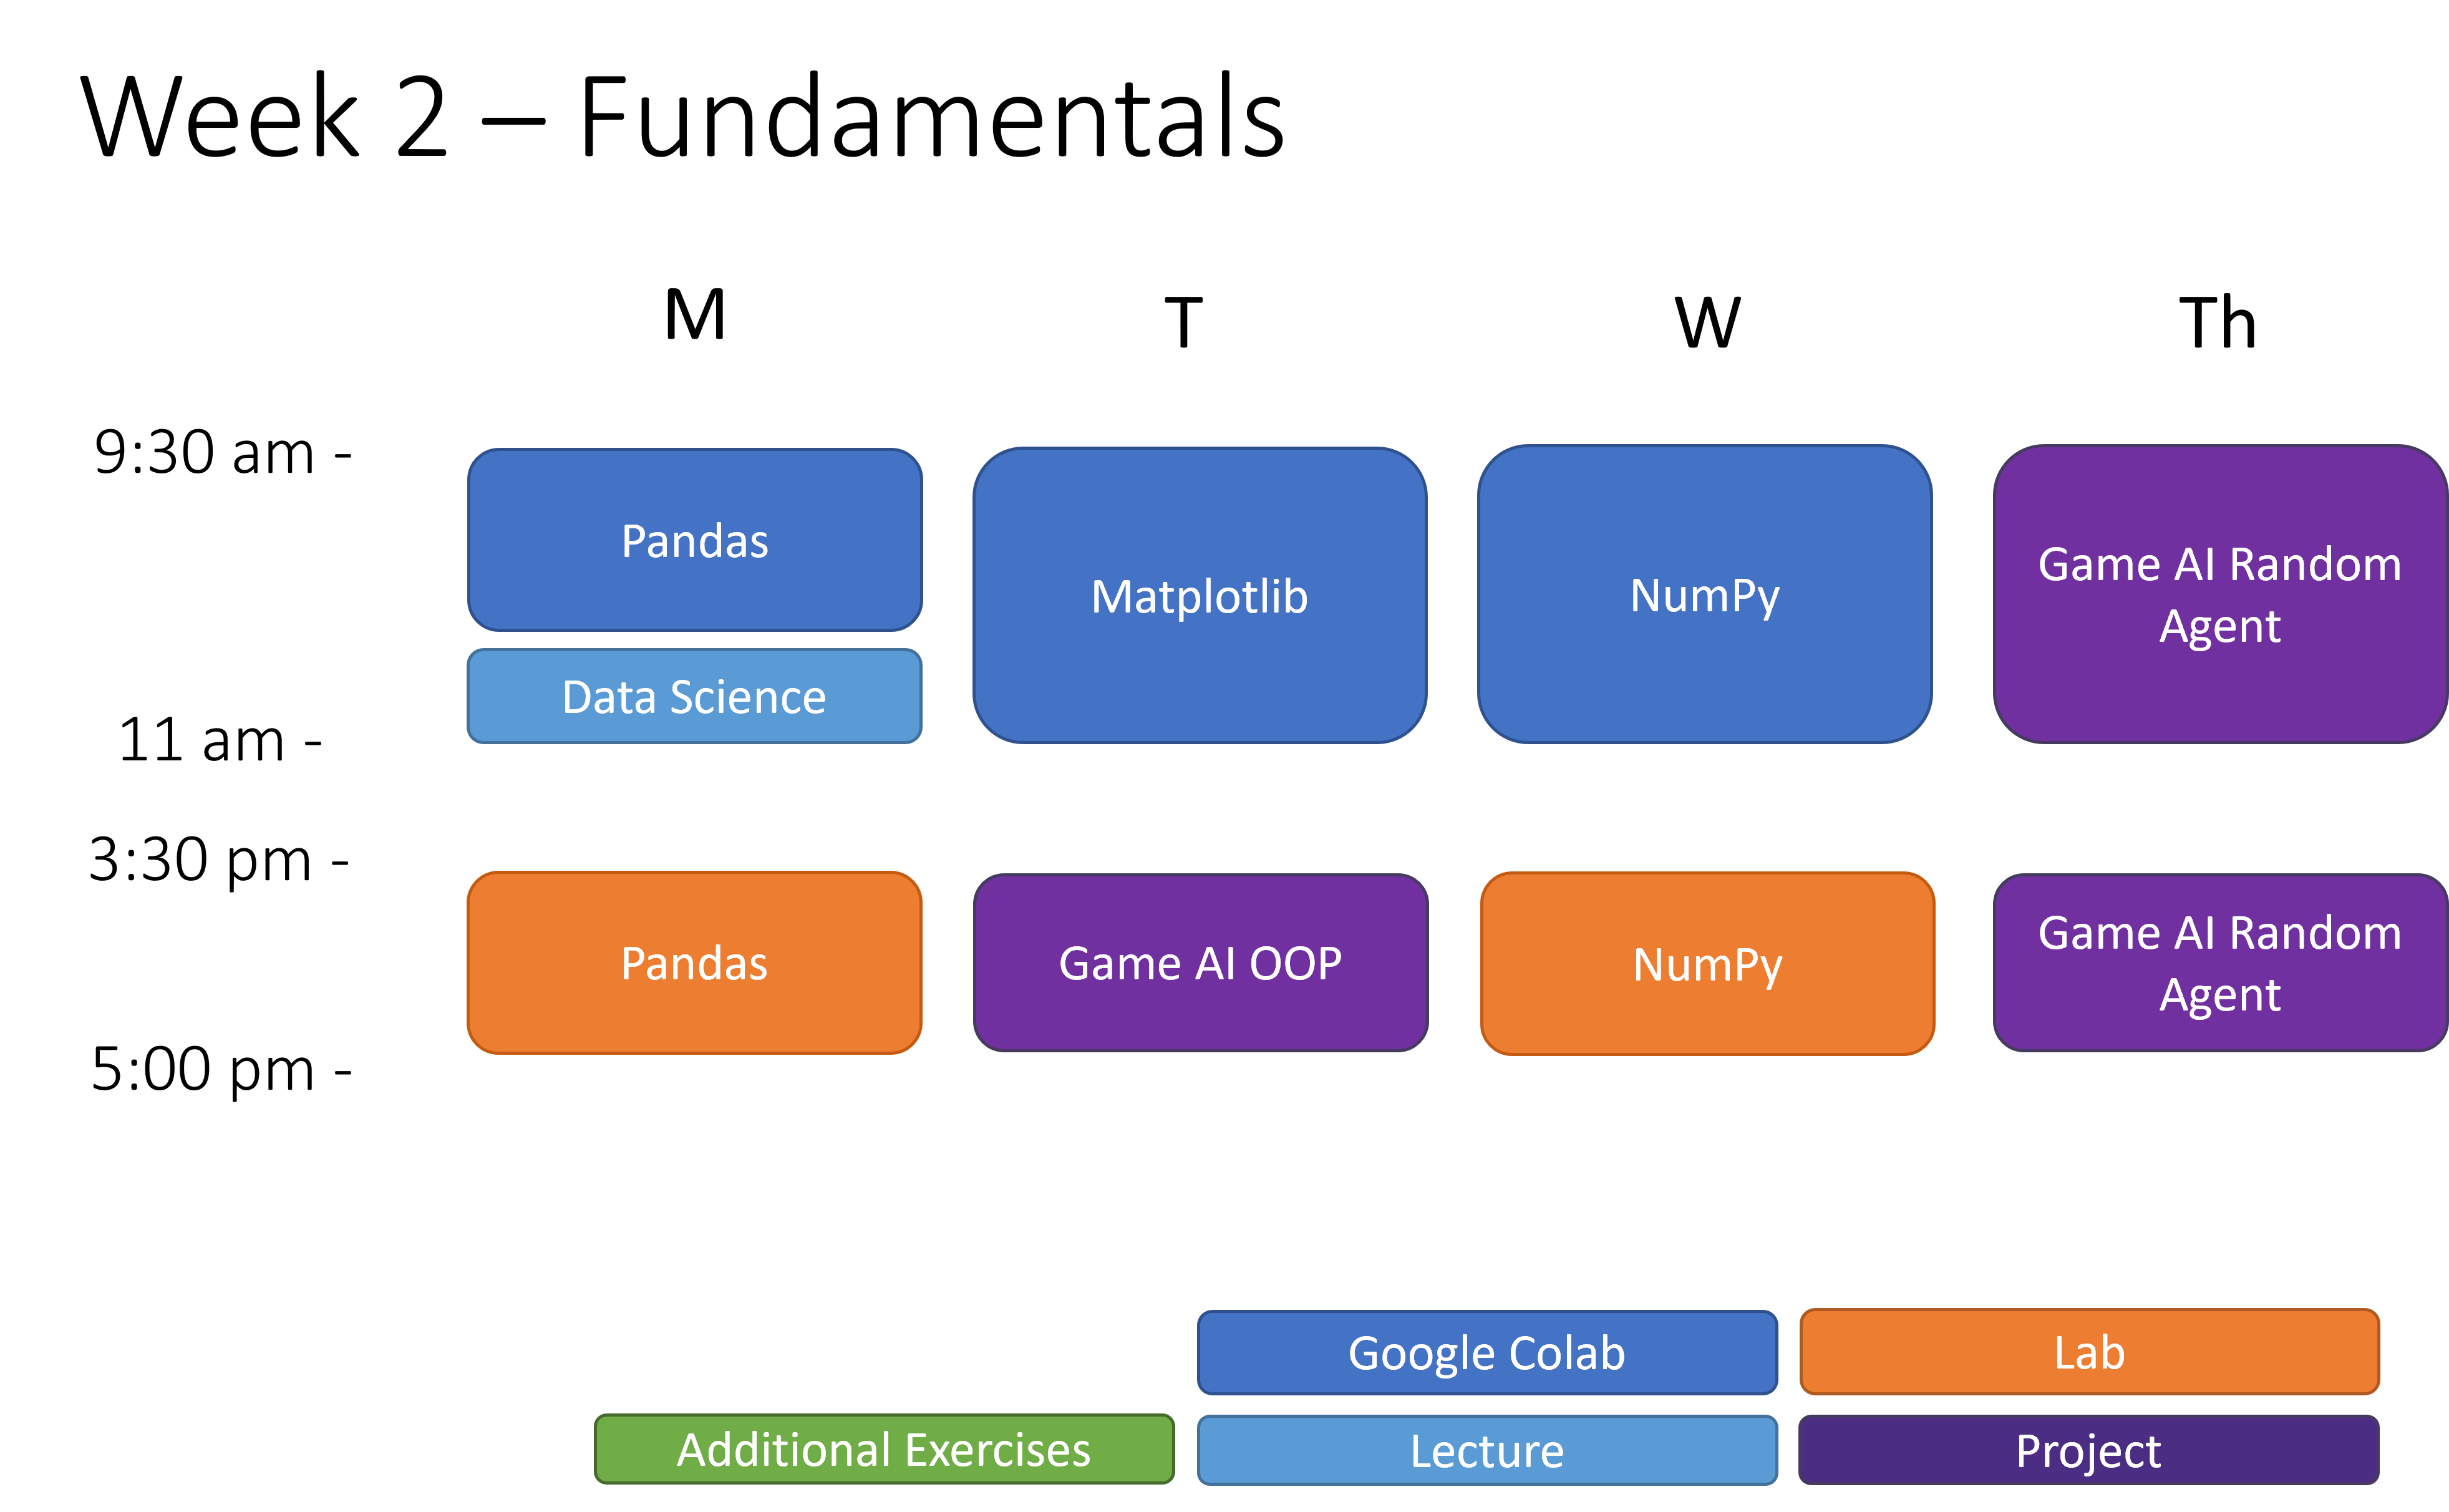 Week 2 – Fundamentals
M
T
W
Th
9:30 am -
Pandas
Matplotlib
NumPy
Game AI Random
Agent
Data Science
11 am -
3:30 pm -
Pandas
Game AI OOP
NumPy
Game AI Random
Agent
5:00 pm -
Google Colab
Lab
Additional Exercises
Lecture
Project